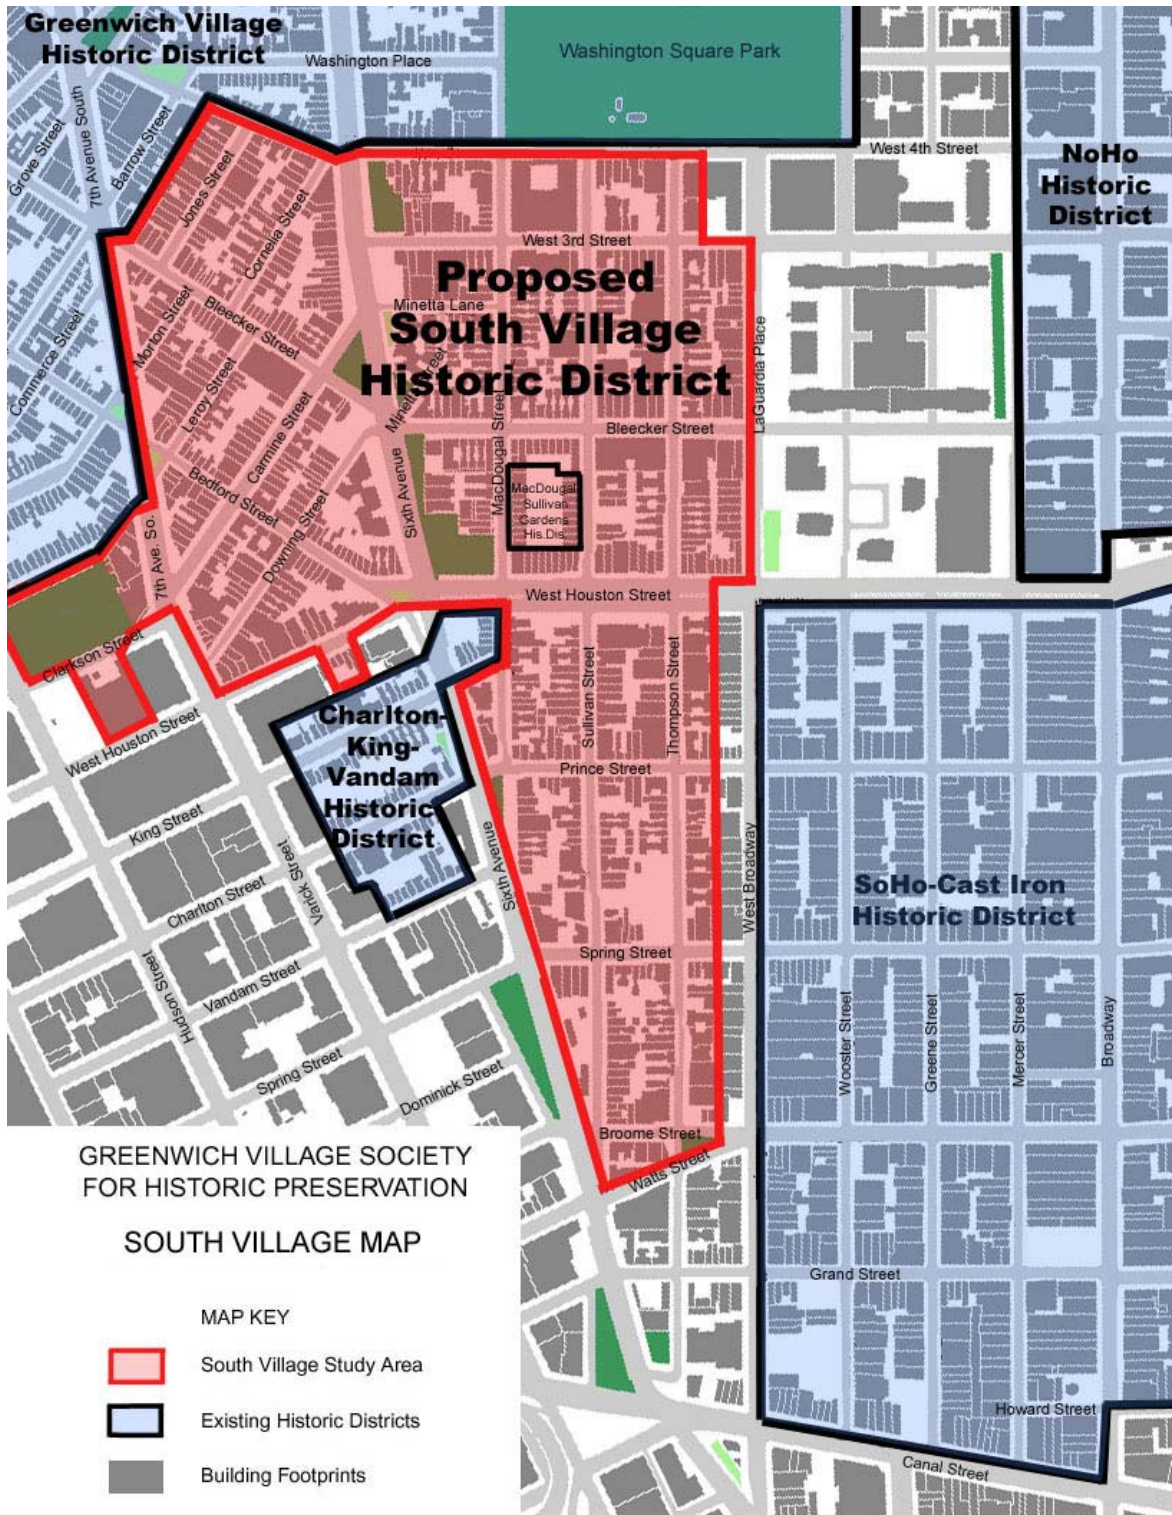 Greenwich Village
Historic District
Washington Place
Washington Square Park
West 4th Street
NoHo
Historic
District
Grove Street
7th Avenue South
Barrow Street
Jones Street
Cornelia Street
West 3rd Street
Proposed
South Village
Historic District
Minetta Lane
Morton Street
Bleecker Street
Commerce Street
Leroy Street
Carmine Street
MacDougal Street
LaGuardia Place
Bleecker Street
Bedford Street
Downing Street
Sixth Avenue
MacDougal
Sullivan
Gardens
His.Dis.
7th Ave. So.
West Houston Street
Clarkson Street
Sullivan Street
Thompson Street
West Houston Street
Charlton-
King-
Vandam
Historic
District
Prince Street
King Street
Charlton Street
Varick Street
Sixth Avenue
West Broadway
SoHo-Cast Iron
Historic District
Spring Street
Vandam Street
Hudson Street
Spring Street
Dominick Street
Wooster Street
Greene Street
Mercer Street
Broadway
Broome Street
Watts Street
Grand Street
Howard Street
Canal Street
GREENWICH VILLAGE SOCIETY
FOR HISTORIC PRESERVATION
SOUTH VILLAGE MAP
MAP KEY
South Village Study Area
Existing Historic Districts
Building Footprints